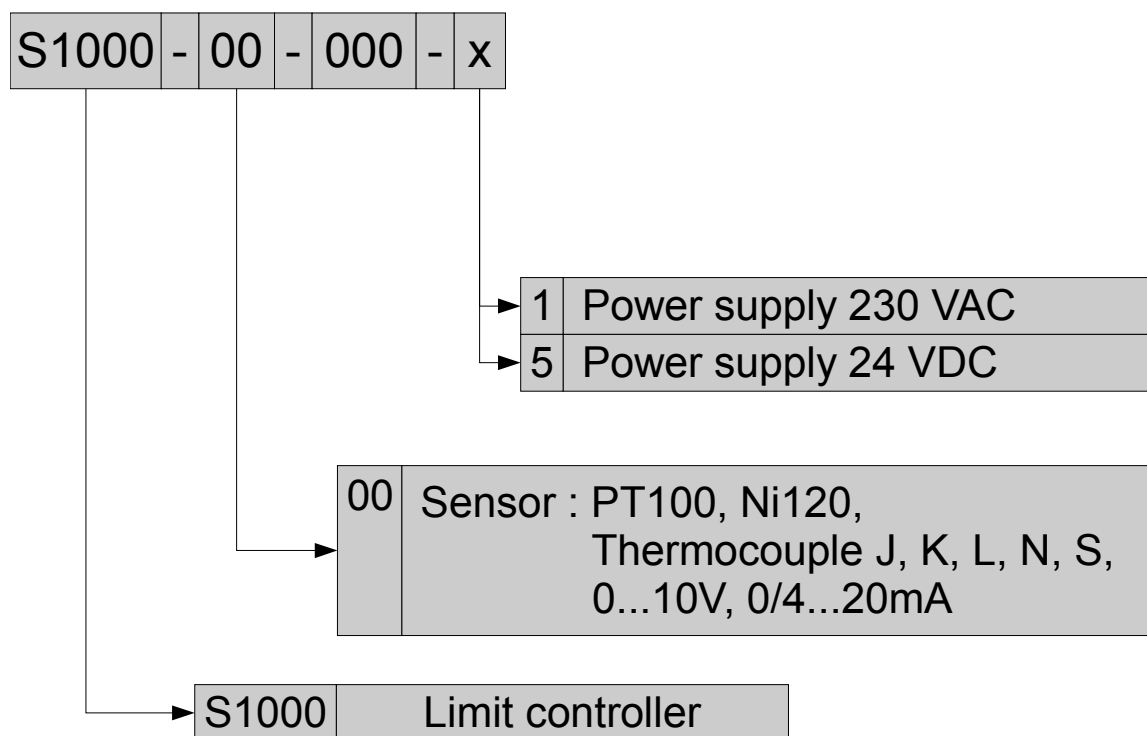 S1000 - 00 - 000 - x
1 Power supply 230 VAC
5 Power supply 24 VDC
00 Sensor : PT100, Ni120,
Thermocouple J, K, L, N, S,
0...10V, 0/4...20mA
S1000 Limit controller